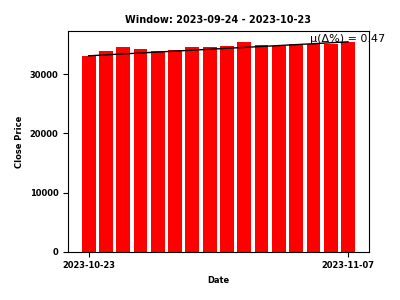 Window: 2023-09-24 - 2023-10-23
μ(Δ%) = 0.47
30000
20000
10000
0
Close Price
2023-10-23 2023-11-07
Date